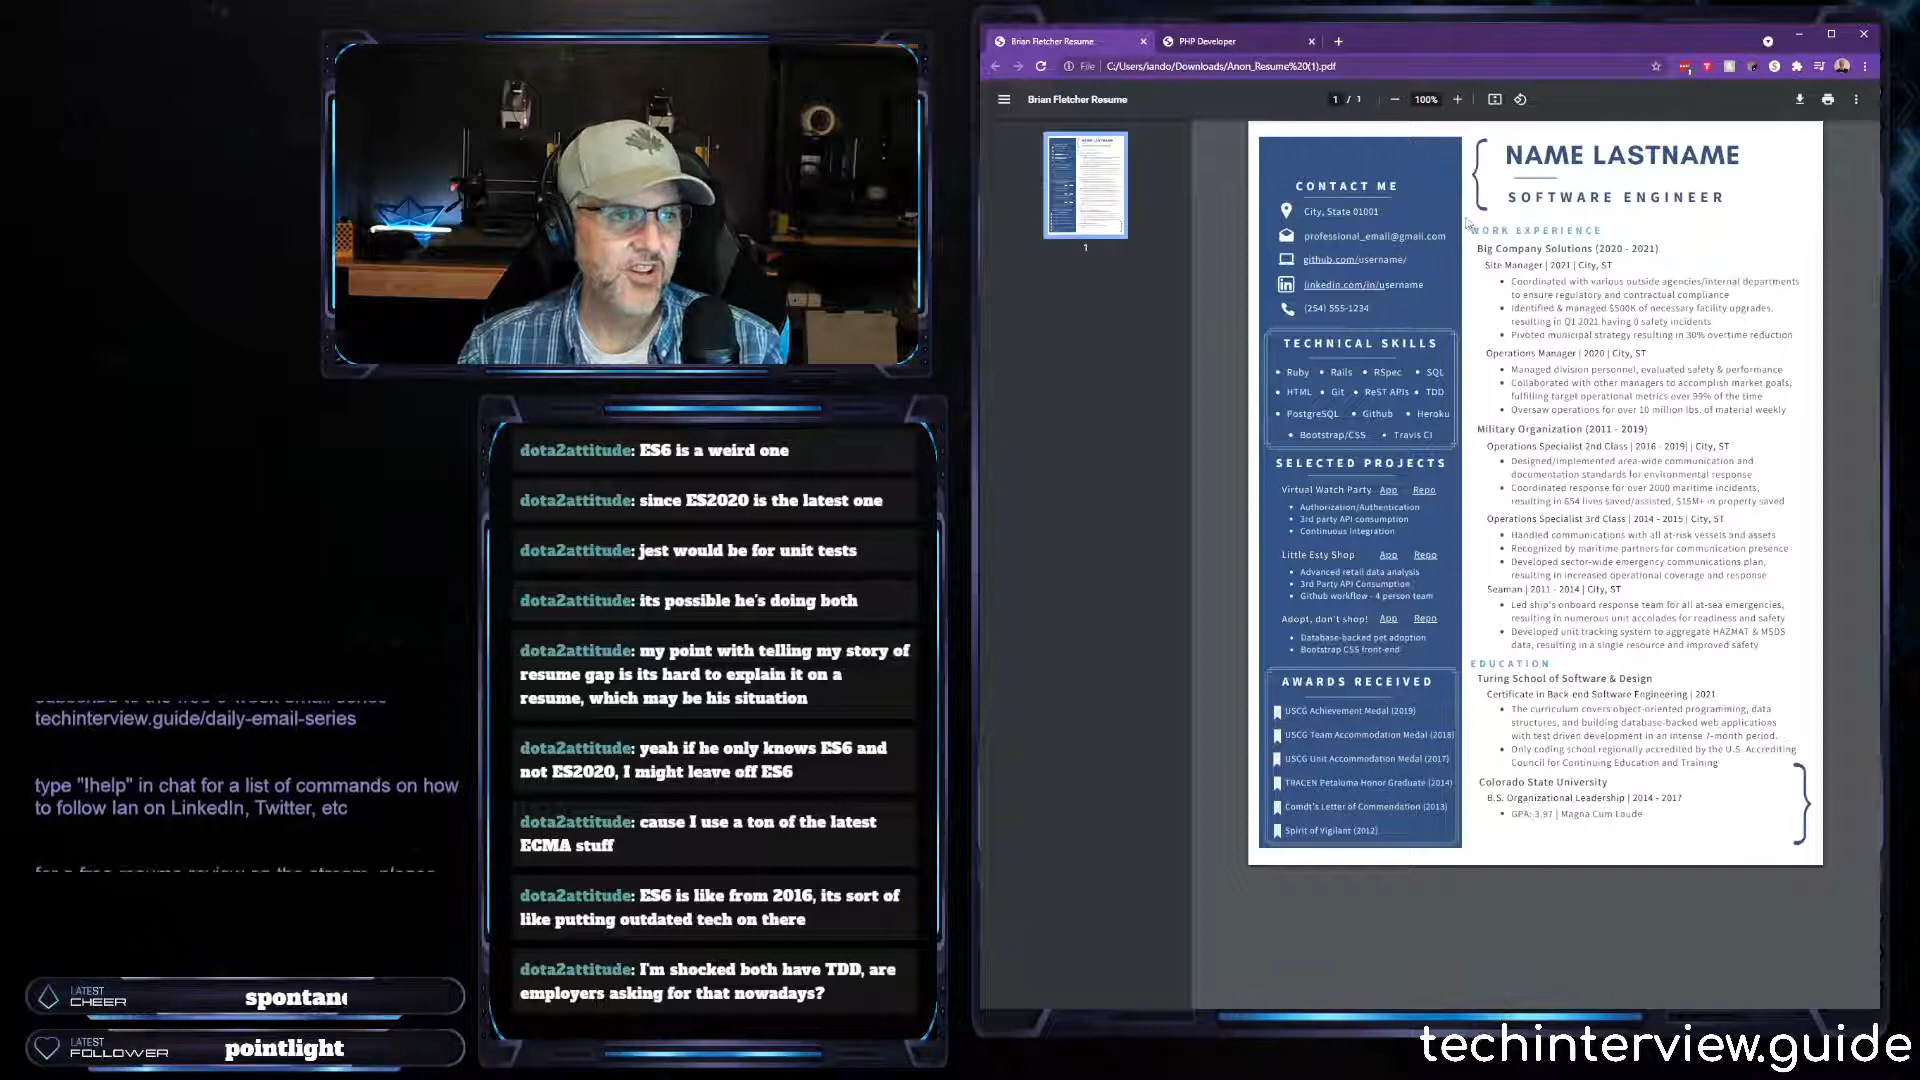 Brian Fletcher Resume
PHP Developer
File
C:/Users/iando/Downloads/Anon_Resume%20(1).pdf
Brian Fletcher Resume
1 / 1
100%
1
CONTACT ME
City, State 01001
professional_email@gmail.com
github.com/username/
linkedin.com/in/username
(254) 555-1234
TECHNICAL SKILLS
Ruby
Rails
RSpec
SQL
HTML
Git
ReST APIs
TDD
PostgreSQL
Github
Heroku
Bootstrap/CSS
Travis CI
SELECTED PROJECTS
Virtual Watch Party App Repo
Authorization/Authentication
3rd party API consumption
Continuous Integration
Little Esty Shop App Repo
Advanced retail data analysis
3rd Party API Consumption
Github workflow - 4 person team
Adopt, don't shop! App Repo
Database-backed pet adoption
Bootstrap CSS front-end
AWARDS RECEIVED
USCG Achievement Medal (2019)
USCG Team Accommodation Medal (2018)
USCG Unit Accommodation Medal (2017)
TRACEN Petaluma Honor Graduate (2014)
Comdt's Letter of Commendation (2013)
Spirit of Vigilant (2012)
NAME LASTNAME
SOFTWARE ENGINEER
WORK EXPERIENCE
Big Company Solutions (2020 - 2021)
Site Manager | 2021 | City, ST
Coordinated with various outside agencies/internal departments
to ensure regulatory and contractual compliance
Identified & managed $500K of necessary facility upgrades,
resulting in Q1 2021 having 0 safety incidents
Pivoted municipal strategy resulting in 30% overtime reduction
Operations Manager | 2020 | City, ST
Managed division personnel, evaluated safety & performance
Collaborated with other managers to accomplish market goals,
fulfilling target operational metrics over 99% of the time
Oversaw operations for over 10 million lbs. of material weekly
Military Organization (2011 - 2019)
Operations Specialist 2nd Class | 2016 - 2019| | City, ST
Designed/implemented area-wide communication and
documentation standards for environmental response
Coordinated response for over 2000 maritime incidents,
resulting in 654 lives saved/assisted, $15M+ in property saved
Operations Specialist 3rd Class | 2014 - 2015 | City, ST
Handled communications with all at-risk vessels and assets
Recognized by maritime partners for communication presence
Developed sector-wide emergency communications plan,
resulting in increased operational coverage and response
Seaman | 2011 - 2014 | City, ST
Led ship's onboard response team for all at-sea emergencies,
resulting in numerous unit accolades for readiness and safety
Developed unit tracking system to aggregate HAZMAT & MSDS
data, resulting in a single resource and improved safety
EDUCATION
Turing School of Software & Design
Certificate in Back-end Software Engineering | 2021
The curriculum covers object-oriented programming, data
structures, and building database-backed web applications
with test driven development in an intense 7-month period.
Only coding school regionally accredited by the U.S. Accrediting
Council for Continuing Education and Training
Colorado State University
B.S. Organizational Leadership | 2014 - 2017
GPA: 3.97 | Magna Cum Laude
dota2attitude: ES6 is a weird one
dota2attitude: since ES2020 is the latest one
dota2attitude: jest would be for unit tests
dota2attitude: its possible he's doing both
dota2attitude: my point with telling my story of
resume gap is its hard to explain it on a
resume, which may be his situation
dota2attitude: yeah if he only knows ES6 and
not ES2020, I might leave off ES6
dota2attitude: cause I use a ton of the latest
ECMA stuff
dota2attitude: ES6 is like from 2016, its sort of
like putting outdated tech on there
dota2attitude: I'm shocked both have TDD, are
employers asking for that nowadays?
techinterview.guide/daily-email-series
type "!help" in chat for a list of commands on how
to follow Ian on LinkedIn, Twitter, etc
LATEST
CHEER
spontan
LATEST
FOLLOWER
pointlight
techinterview.guide